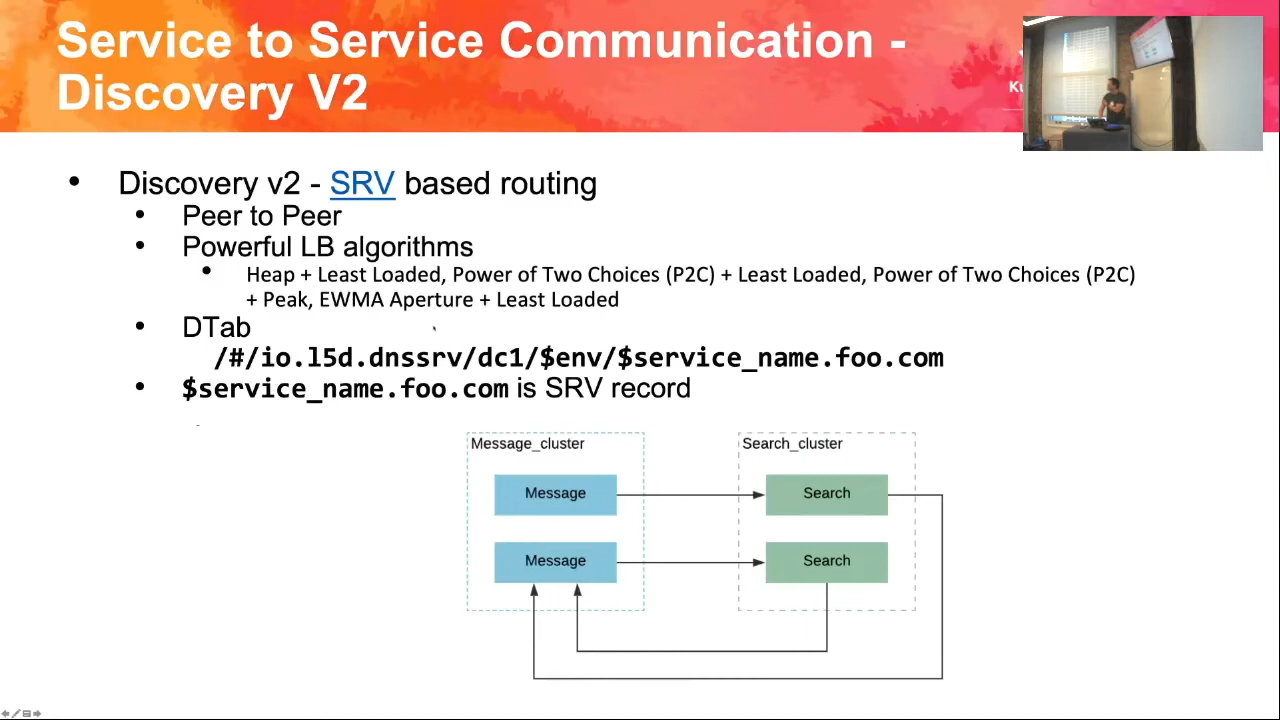 Service to Service Communication -
Discovery V2
Ku
• Discovery v2 - SRV based routing
• Peer to Peer
• Powerful LB algorithms
• Heap + Least Loaded, Power of Two Choices (P2C) + Least Loaded, Power of Two Choices (P2C)
+ Peak, EWMA Aperture + Least Loaded
• DTab
/#/io.l5d.dnssrv/dc1/$env/$service_name.foo.com
• $service_name.foo.com is SRV record
Message_cluster
Search_cluster
Message
Search
Message
Search